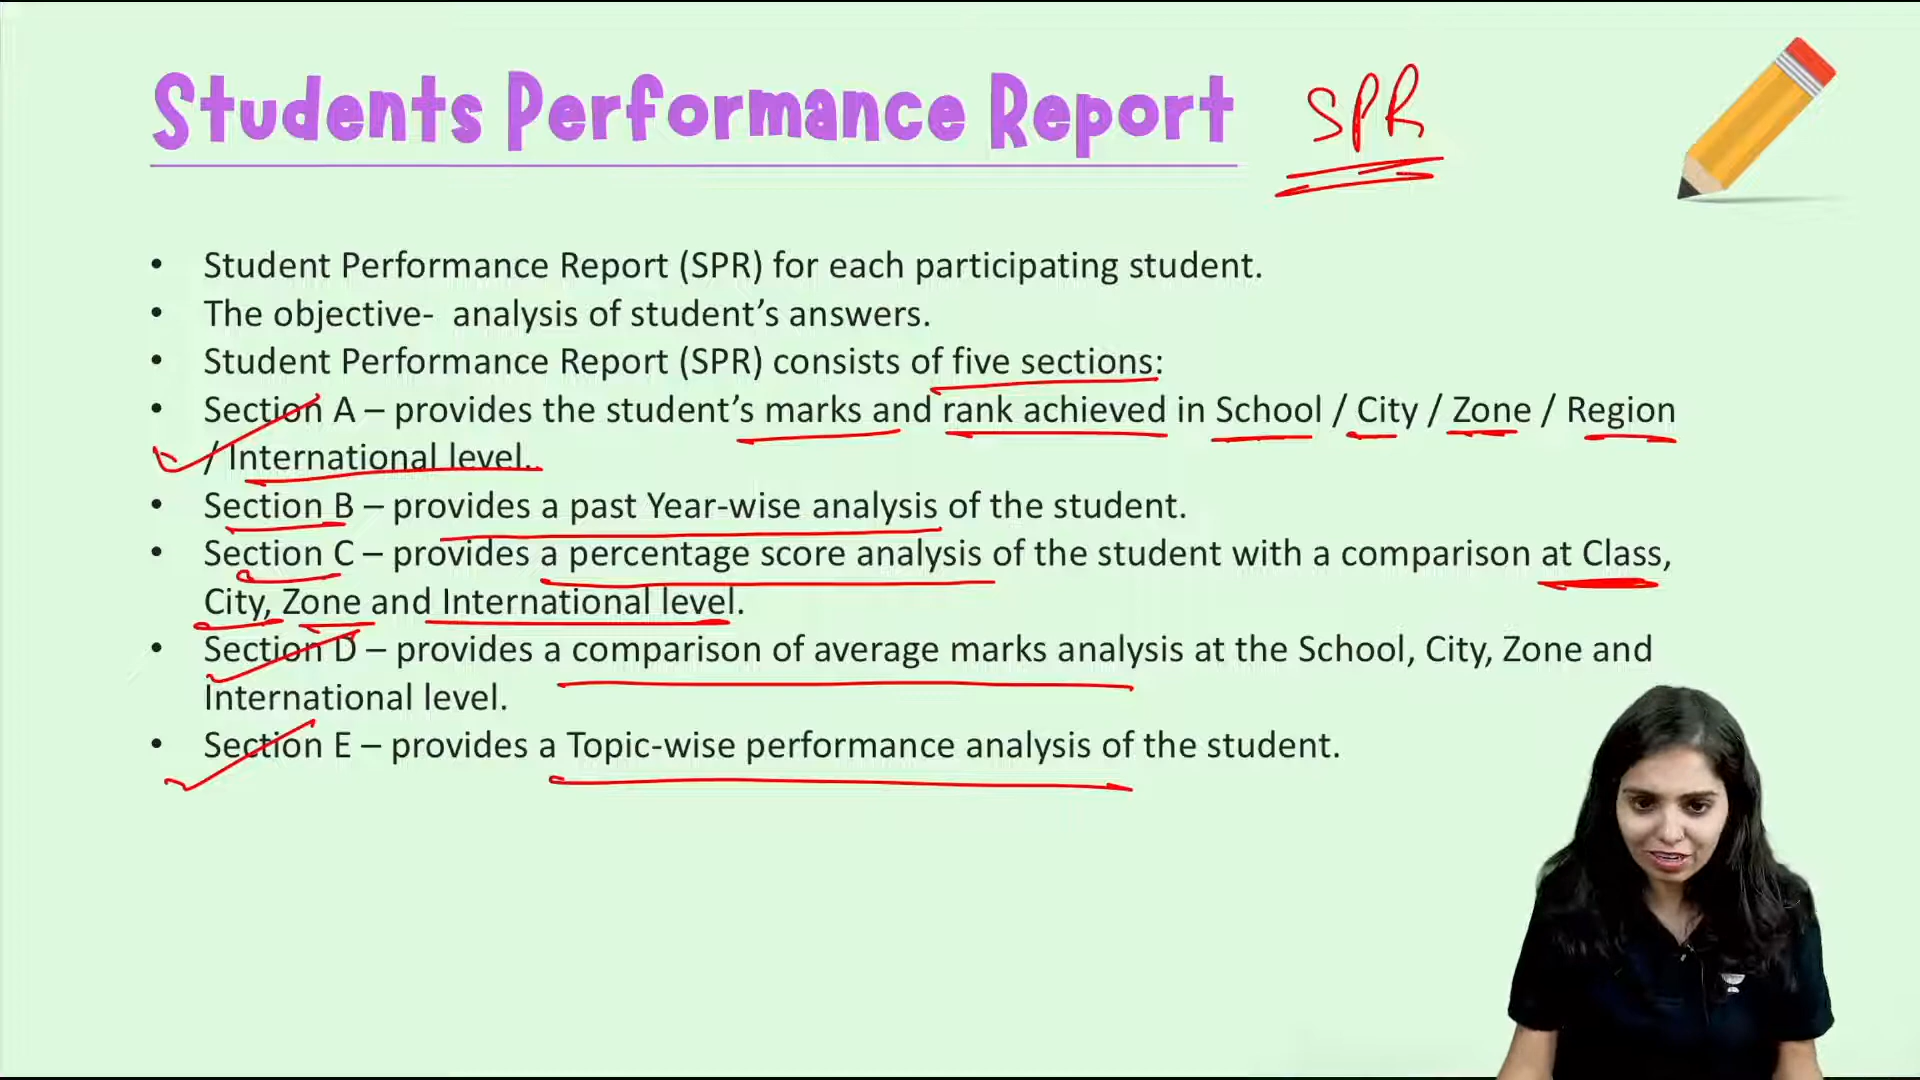 Students Performance Report SPR
• Student Performance Report (SPR) for each participating student.
• The objective- analysis of student’s answers.
• Student Performance Report (SPR) consists of five sections:
• Section A – provides the student’s marks and rank achieved in School / City / Zone / Region
/ International level..
• Section B – provides a past Year-wise analysis of the student.
• Section C – provides a percentage score analysis of the student with a comparison at Class,
City, Zone and International level.
• Section D – provides a comparison of average marks analysis at the School, City, Zone and
International level.
• Section E – provides a Topic-wise performance analysis of the student.